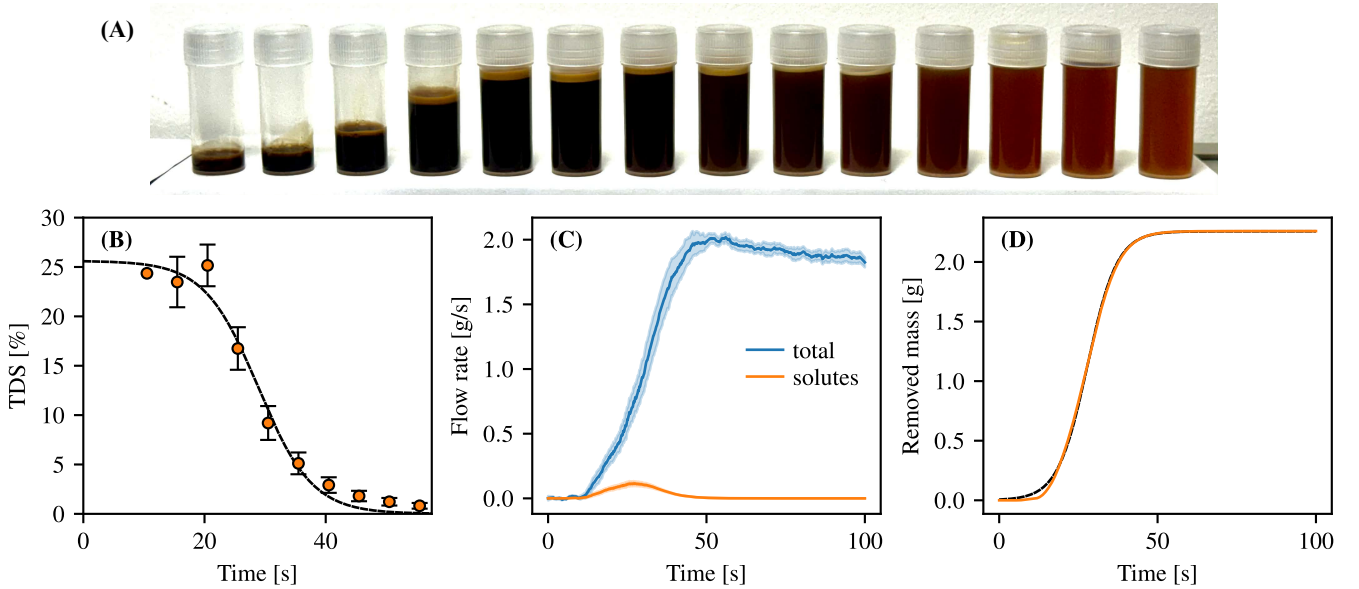 (A)
(B)
30
25
20
15
10
5
0
TDS [%]
0
20
40
Time [s]
(C)
2.0
1.5
1.0
0.5
0.0
Flow rate [g/s]
total
solutes
0
50
100
Time [s]
(D)
2.0
1.5
1.0
0.5
0.0
Removed mass [g]
0
50
100
Time [s]